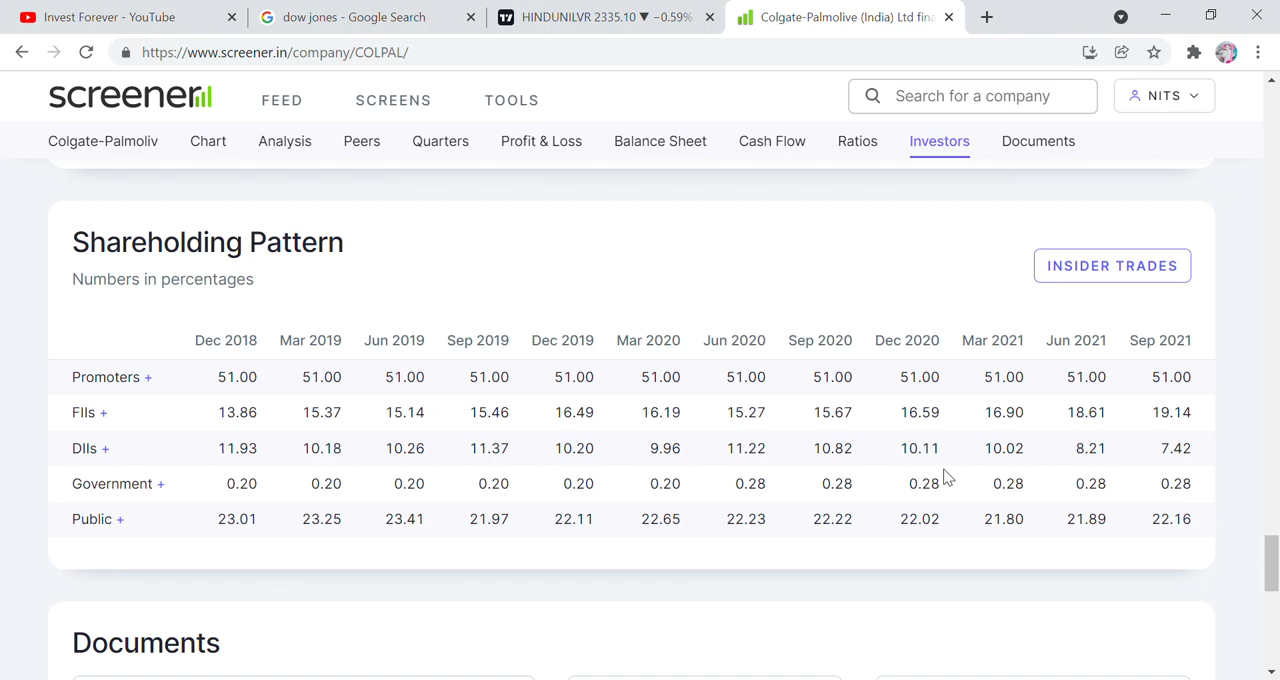 Invest Forever - YouTube dow jones - Google Search HINDUNILVR 2335.10 ▼ −0.59% Colgate-Palmolive (India) Ltd fina
https://www.screener.in/company/COLPAL/
screener FEED SCREENS TOOLS Search for a company NITS
Colgate-Palmoliv Chart Analysis Peers Quarters Profit & Loss Balance Sheet Cash Flow Ratios Investors Documents
Shareholding Pattern
Numbers in percentages
INSIDER TRADES
Dec 2018 Mar 2019 Jun 2019 Sep 2019 Dec 2019 Mar 2020 Jun 2020 Sep 2020 Dec 2020 Mar 2021 Jun 2021 Sep 2021
Promoters + 51.00 51.00 51.00 51.00 51.00 51.00 51.00 51.00 51.00 51.00 51.00 51.00
FIIs + 13.86 15.37 15.14 15.46 16.49 16.19 15.27 15.67 16.59 16.90 18.61 19.14
DIIs + 11.93 10.18 10.26 11.37 10.20 9.96 11.22 10.82 10.11 10.02 8.21 7.42
Government + 0.20 0.20 0.20 0.20 0.20 0.20 0.28 0.28 0.28 0.28 0.28 0.28
Public + 23.01 23.25 23.41 21.97 22.11 22.65 22.23 22.22 22.02 21.80 21.89 22.16
Documents